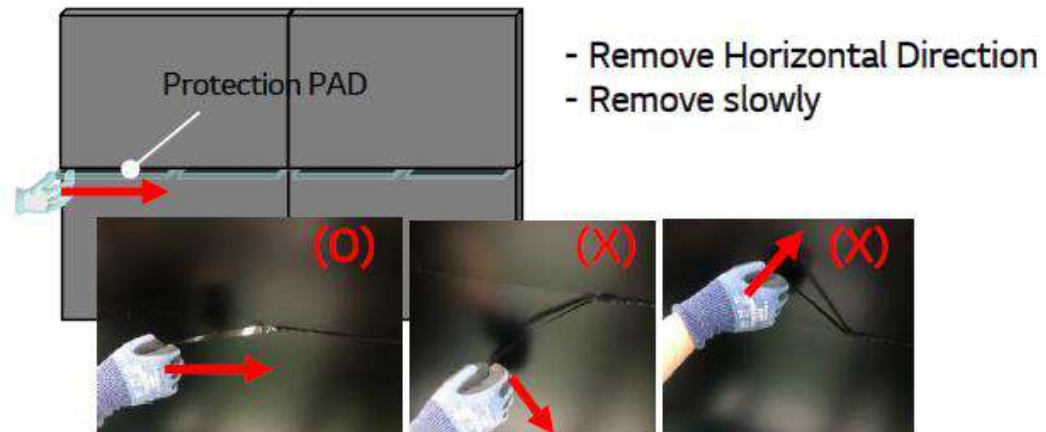 Protection PAD
- Remove Horizontal Direction
- Remove slowly
(O)
(X)
(X)